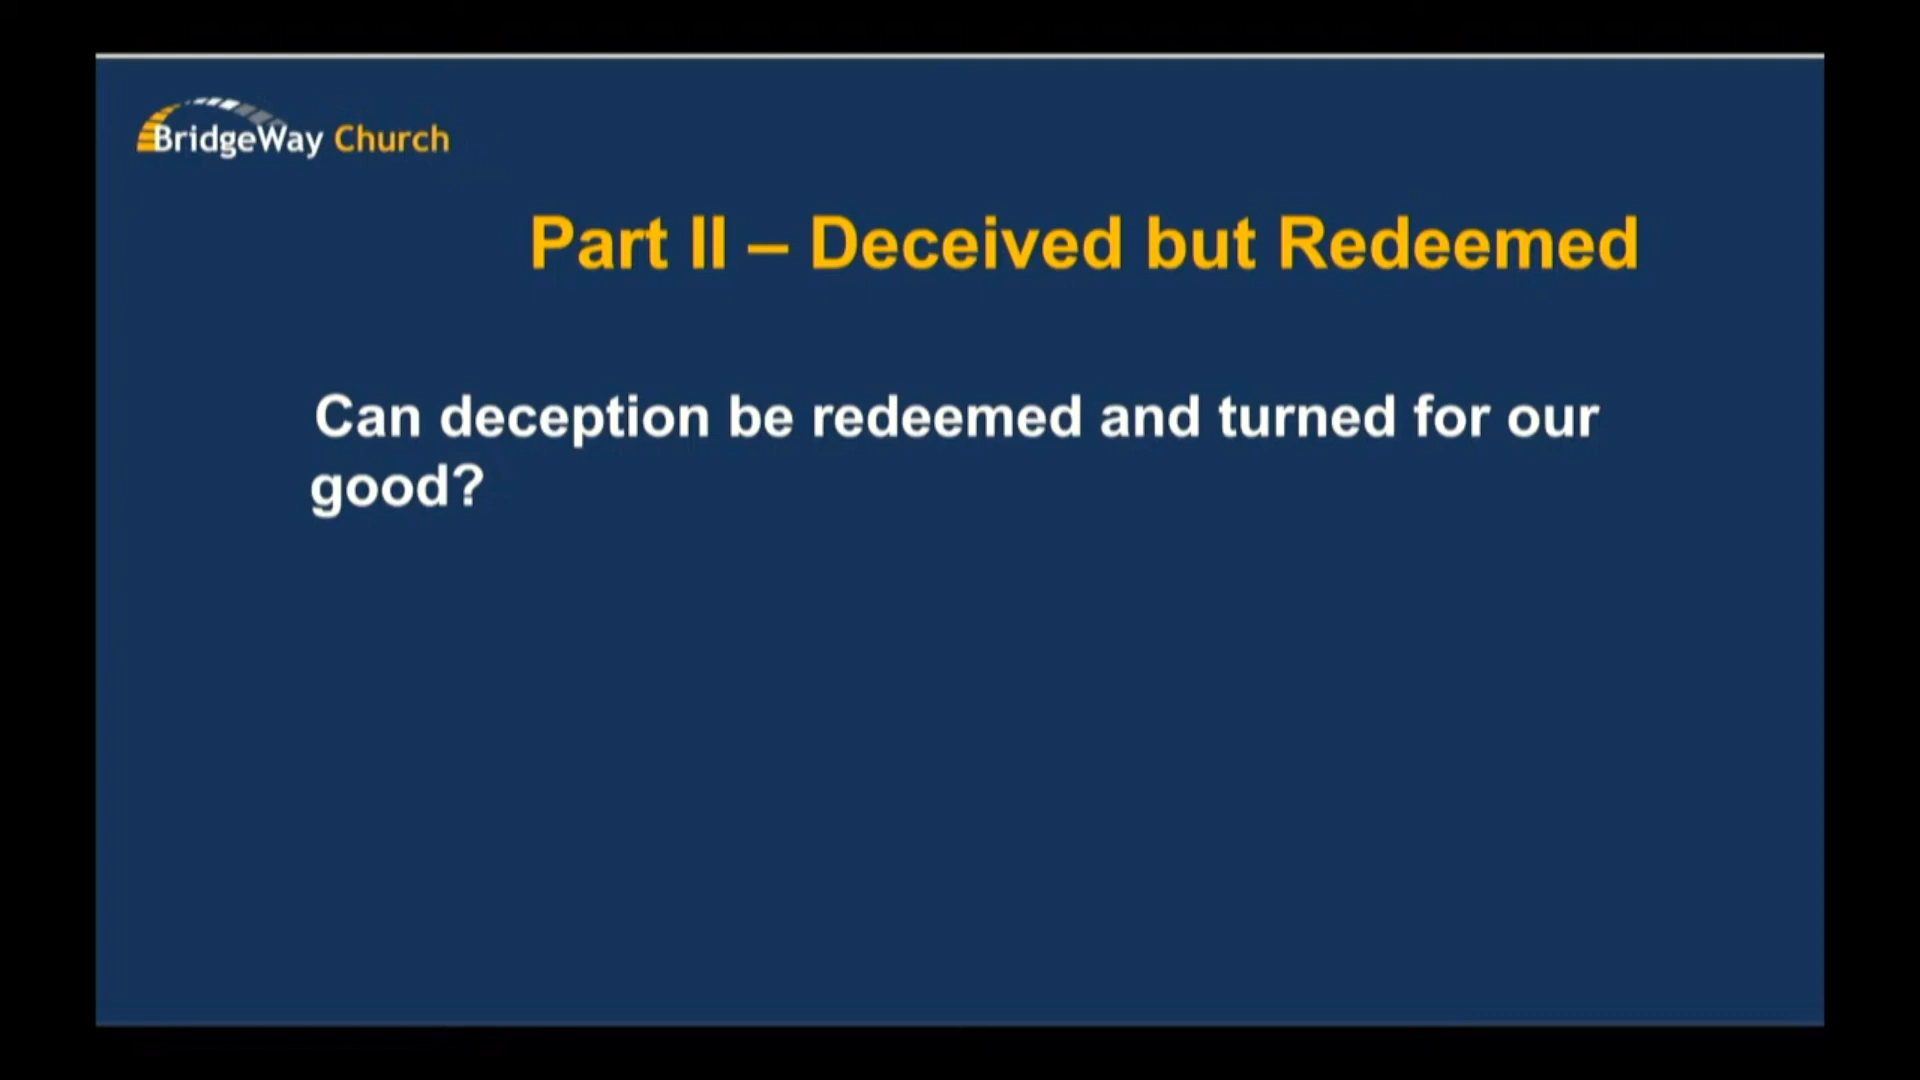 BridgeWay Church
Part II – Deceived but Redeemed
Can deception be redeemed and turned for our
good?